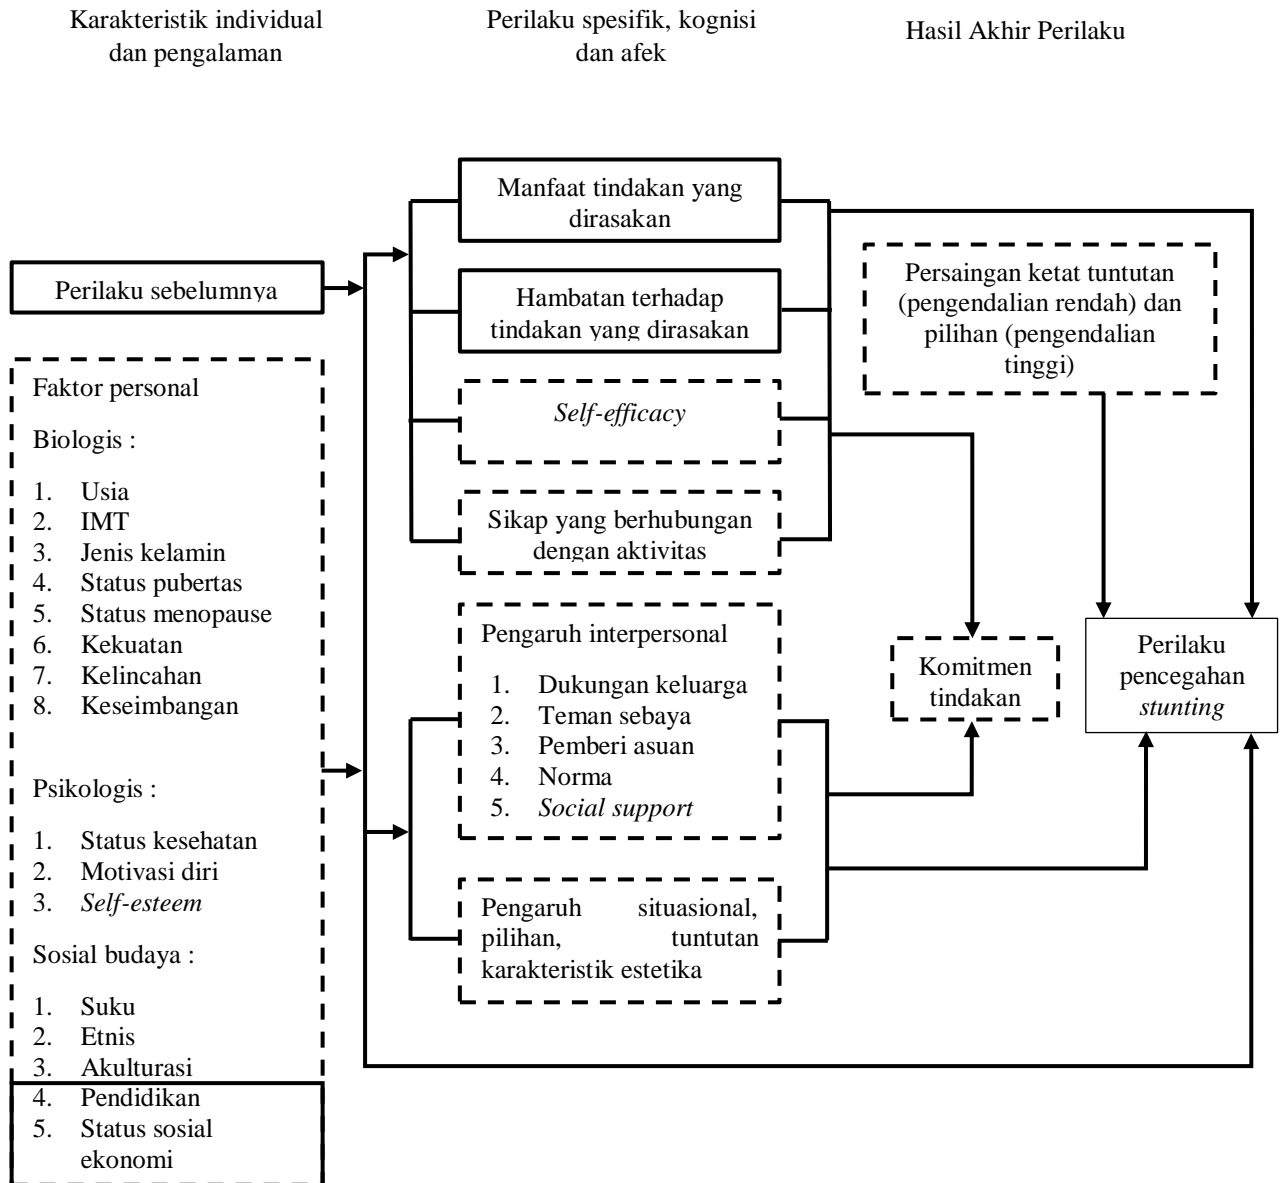 Karakteristik individual
dan pengalaman
Perilaku spesifik, kognisi
dan afek
Hasil Akhir Perilaku
Perilaku sebelumnya
Faktor personal
Biologis :
1. Usia
2. IMT
3. Jenis kelamin
4. Status pubertas
5. Status menopause
6. Kekuatan
7. Kelincahan
8. Keseimbangan
Psikologis :
1. Status kesehatan
2. Motivasi diri
3. Self-esteem
Sosial budaya :
1. Suku
2. Etnis
3. Akulturasi
4. Pendidikan
5. Status sosial
ekonomi
Manfaat tindakan yang
dirasakan
Hambatan terhadap
tindakan yang dirasakan
Self-efficacy
Sikap yang berhubungan
dengan aktivitas
Pengaruh interpersonal
1. Dukungan keluarga
2. Teman sebaya
3. Pemberi asuan
4. Norma
5. Social support
Pengaruh situasional,
pilihan, tuntutan
karakteristik estetika
Persaingan ketat tuntutan
(pengendalian rendah) dan
pilihan (pengendalian
tinggi)
Komitmen
tindakan
Perilaku
pencegahan
stunting